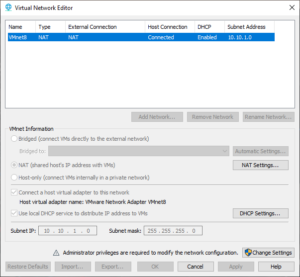 Virtual Network Editor
Name Type External Connection Host Connection DHCP Subnet Address
VMnet8 NAT NAT Connected Enabled 10.10.1.0
Add Network... Remove Network Rename Network...
VMnet Information
Bridged (connect VMs directly to the external network)
Bridged to: Automatic Settings...
NAT (shared host's IP address with VMs) NAT Settings...
Host-only (connect VMs internally in a private network)
Connect a host virtual adapter to this network
Host virtual adapter name: VMware Network Adapter VMnet8
Use local DHCP service to distribute IP address to VMs DHCP Settings...
Subnet IP: 10 . 10 . 1 . 0 Subnet mask: 255 . 255 . 255 . 0
Administrator privileges are required to modify the network configuration. Change Settings
Restore Defaults Import... Export... OK Cancel Apply Help